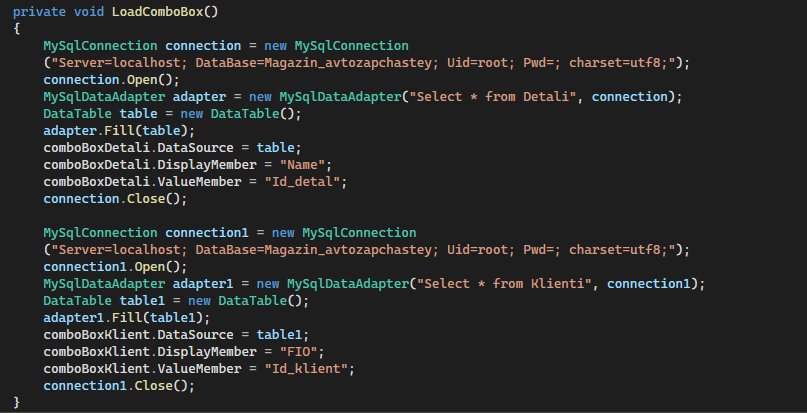 private void LoadComboBox()
{
    MySqlConnection connection = new MySqlConnection
    ("Server=localhost; DataBase=Magazin_avtozapchastey; Uid=root; Pwd=; charset=utf8;");
    connection.Open();
    MySqlDataAdapter adapter = new MySqlDataAdapter("Select * from Detali", connection);
    DataTable table = new DataTable();
    adapter.Fill(table);
    comboBoxDetali.DataSource = table;
    comboBoxDetali.DisplayMember = "Name";
    comboBoxDetali.ValueMember = "Id_detal";
    connection.Close();

    MySqlConnection connection1 = new MySqlConnection
    ("Server=localhost; DataBase=Magazin_avtozapchastey; Uid=root; Pwd=; charset=utf8;");
    connection1.Open();
    MySqlDataAdapter adapter1 = new MySqlDataAdapter("Select * from Klienti", connection1);
    DataTable table1 = new DataTable();
    adapter1.Fill(table1);
    comboBoxKlient.DataSource = table1;
    comboBoxKlient.DisplayMember = "FIO";
    comboBoxKlient.ValueMember = "Id_klient";
    connection1.Close();
}